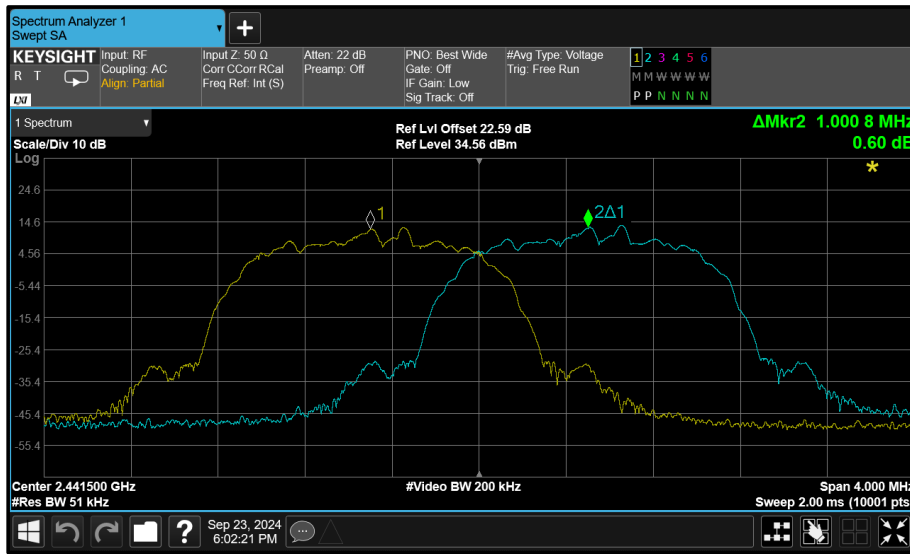 Spectrum Analyzer 1
Swept SA
+
KEYSIGHT
R T
LXI
Input: RF
Coupling: AC
Align: Partial
Input Z: 50 Ω
Corr CCorr RCal
Freq Ref: Int (S)
Atten: 22 dB
Preamp: Off
PNO: Best Wide
Gate: Off
IF Gain: Low
Sig Track: Off
#Avg Type: Voltage
Trig: Free Run
1 2 3 4 5 6
M M W W W W
P P N N N N
1 Spectrum
Scale/Div 10 dB
Log
Ref Lvl Offset 22.59 dB
Ref Level 34.56 dBm
ΔMkr2 1.000 8 MHz
0.60 dB
*
24.6
14.6
4.56
-5.44
-15.4
-25.4
-35.4
-45.4
-55.4
1
2Δ1
Center 2.441500 GHz
#Video BW 200 kHz
Span 4.000 MHz
#Res BW 51 kHz
Sweep 2.00 ms (10001 pts
?
Sep 23, 2024
6:02:21 PM